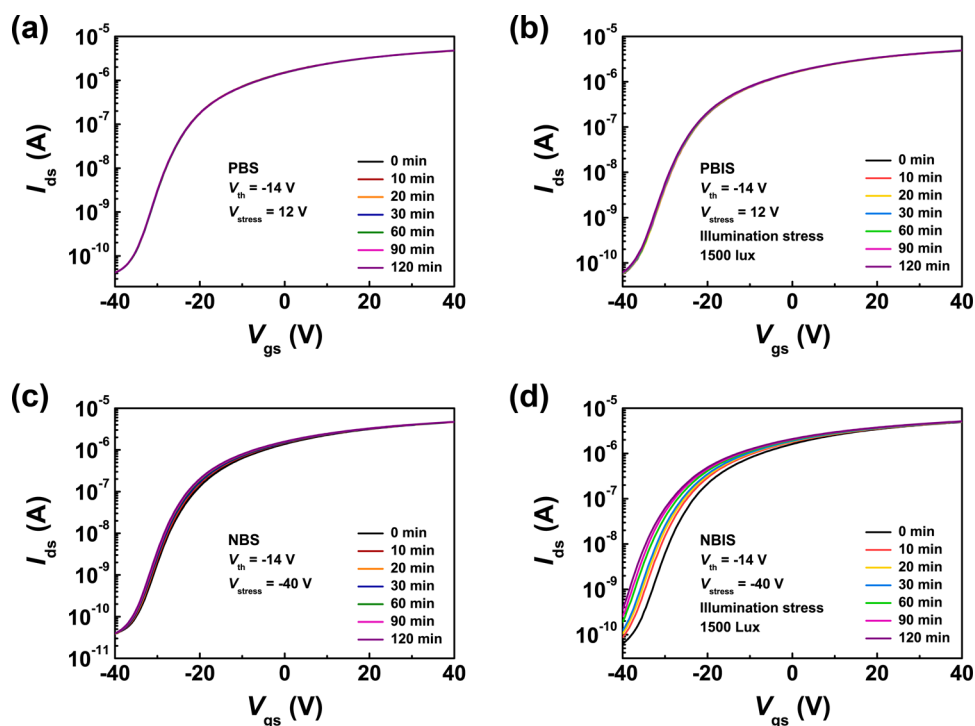 (a)
10⁻⁵
10⁻⁶
10⁻⁷
10⁻⁸
10⁻⁹
10⁻¹⁰
I_ds (A)
PBS
V_th = -14 V
V_stress = 12 V
0 min
10 min
20 min
30 min
60 min
90 min
120 min
-40 -20 0 20 40
V_gs (V)
(b)
10⁻⁵
10⁻⁶
10⁻⁷
10⁻⁸
10⁻⁹
10⁻¹⁰
I_ds (A)
PBIS
V_th = -14 V
V_stress = 12 V
Illumination stress
1500 lux
0 min
10 min
20 min
30 min
60 min
90 min
120 min
-40 -20 0 20 40
V_gs (V)
(c)
10⁻⁵
10⁻⁶
10⁻⁷
10⁻⁸
10⁻⁹
10⁻¹⁰
10⁻¹¹
I_ds (A)
NBS
V_th = -14 V
V_stress = -40 V
0 min
10 min
20 min
30 min
60 min
90 min
120 min
-40 -20 0 20 40
V_gs (V)
(d)
10⁻⁵
10⁻⁶
10⁻⁷
10⁻⁸
10⁻⁹
10⁻¹⁰
I_ds (A)
NBIS
V_th = -14 V
V_stress = -40 V
Illumination stress
1500 Lux
0 min
10 min
20 min
30 min
60 min
90 min
120 min
-40 -20 0 20 40
V_gs (V)